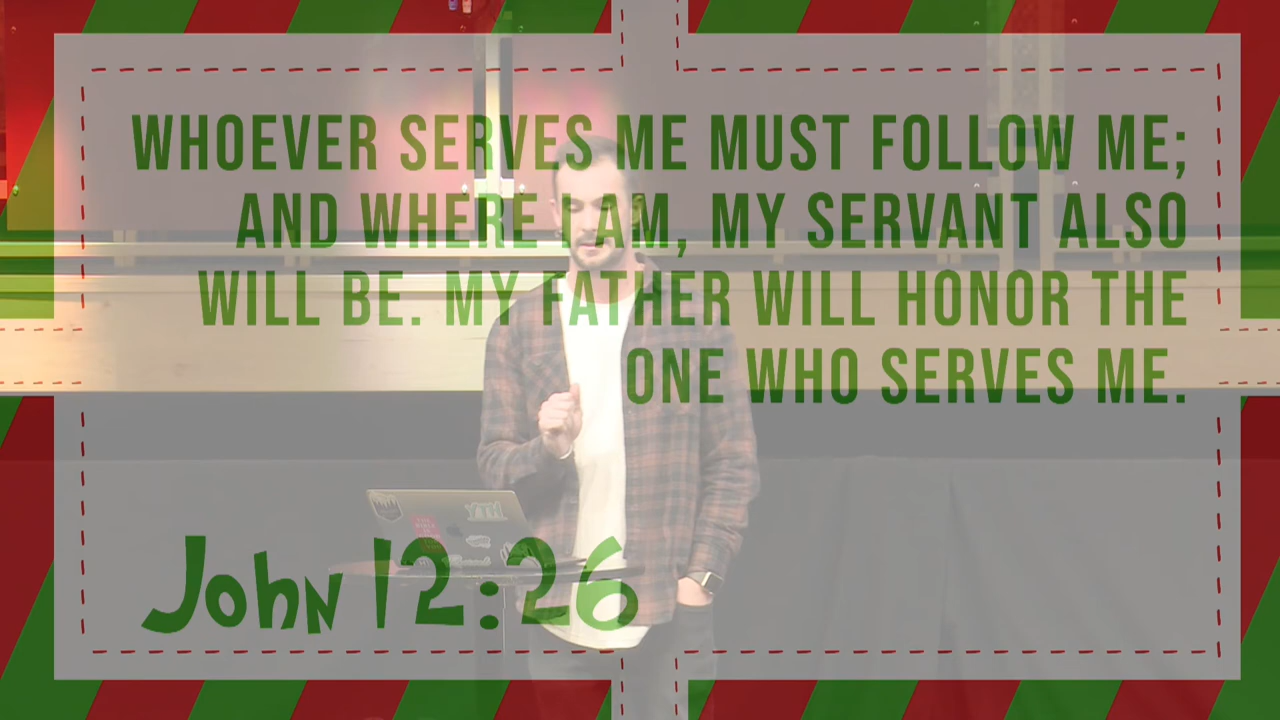 WHOEVER SERVES ME MUST FOLLOW ME;
AND WHERE I AM, MY SERVANT ALSO
WILL BE. MY FATHER WILL HONOR THE
ONE WHO SERVES ME.
John 12:26